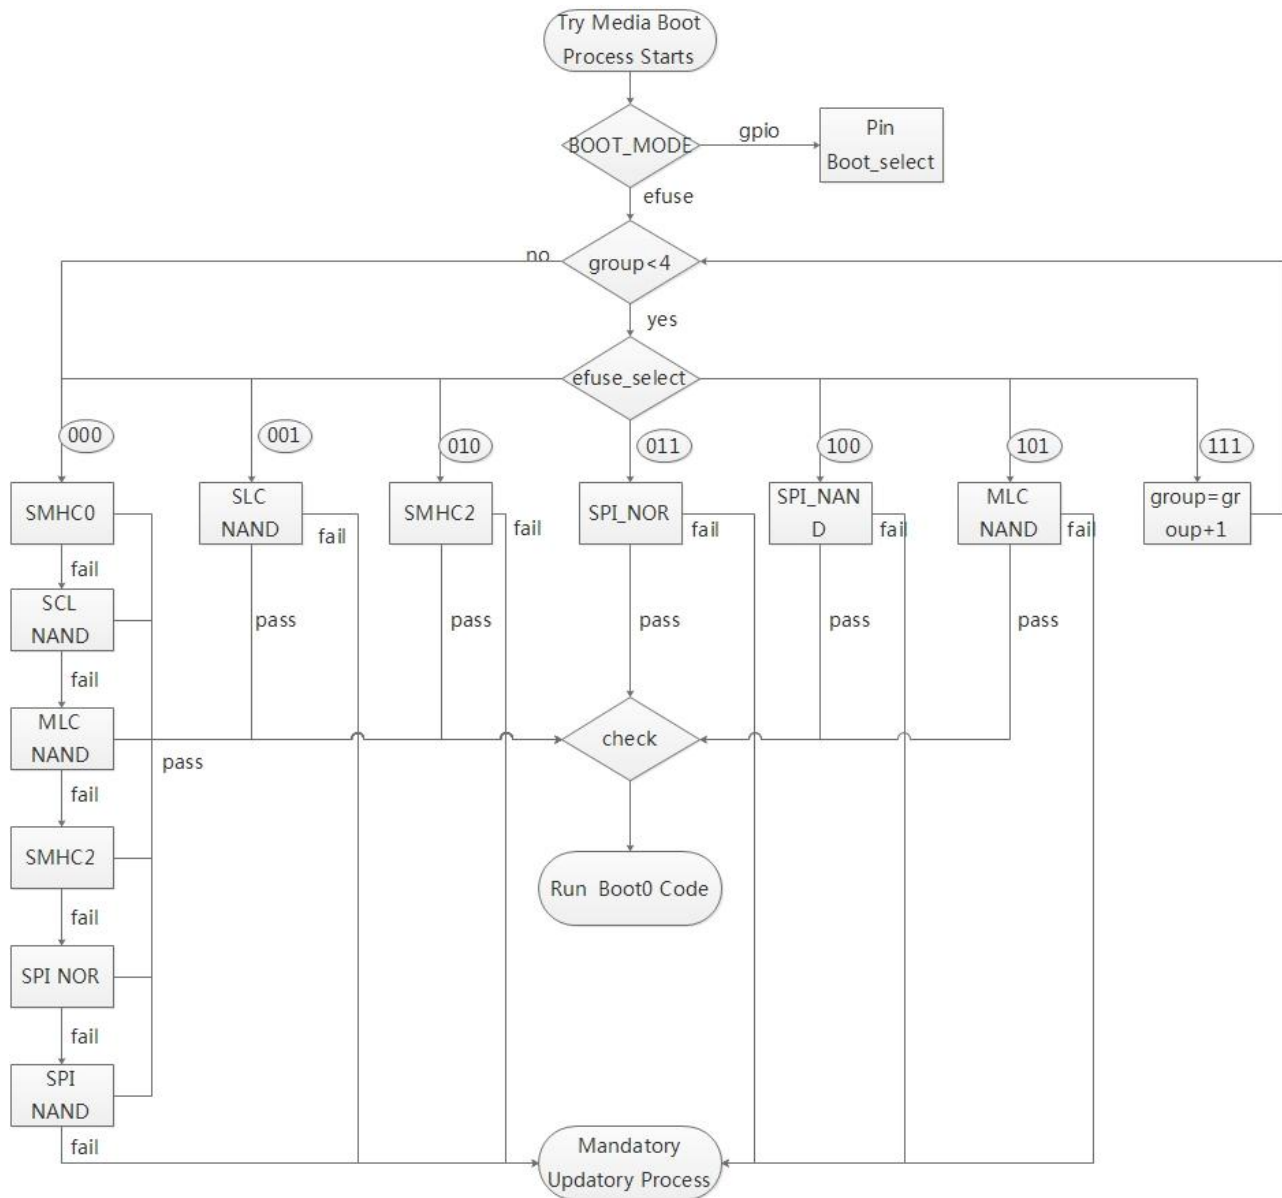 Try Media Boot
Process Starts
BOOT_MODE
gpio
Pin
Boot_select
efuse
no
group<4
yes
efuse_select
000
001
010
011
100
101
111
SMHC0
SLC
NAND
SMHC2
SPI_NOR
SPI_NAN
D
MLC
NAND
group=gr
oup+1
fail
fail
fail
fail
fail
fail
SCL
NAND
pass
pass
pass
pass
pass
fail
MLC
NAND
check
pass
fail
SMHC2
Run Boot0 Code
fail
SPI NOR
fail
SPI
NAND
fail
Mandatory
Updatory Process